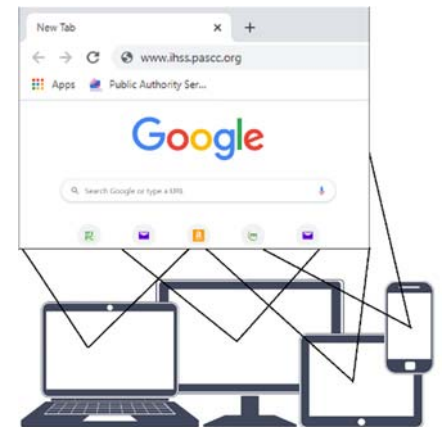 New Tab × +
www.ihss.pascc.org
Apps Public Authority Ser...
Google
Search Google or type a URL